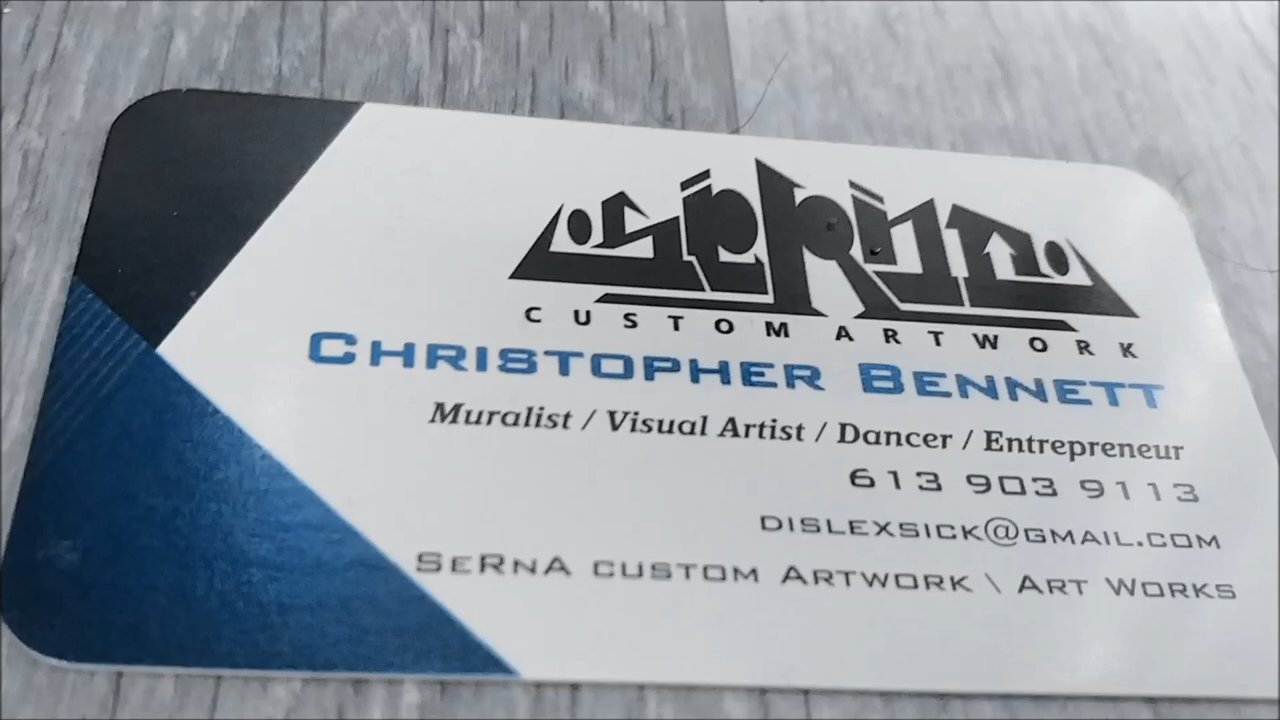 SeRnA
CUSTOM ARTWORK
CHRISTOPHER BENNETT
Muralist / Visual Artist / Dancer / Entrepreneur
613 903 9113
DISLEXSICK@GMAIL.COM
SERNA CUSTOM ARTWORK \ ART WORKS